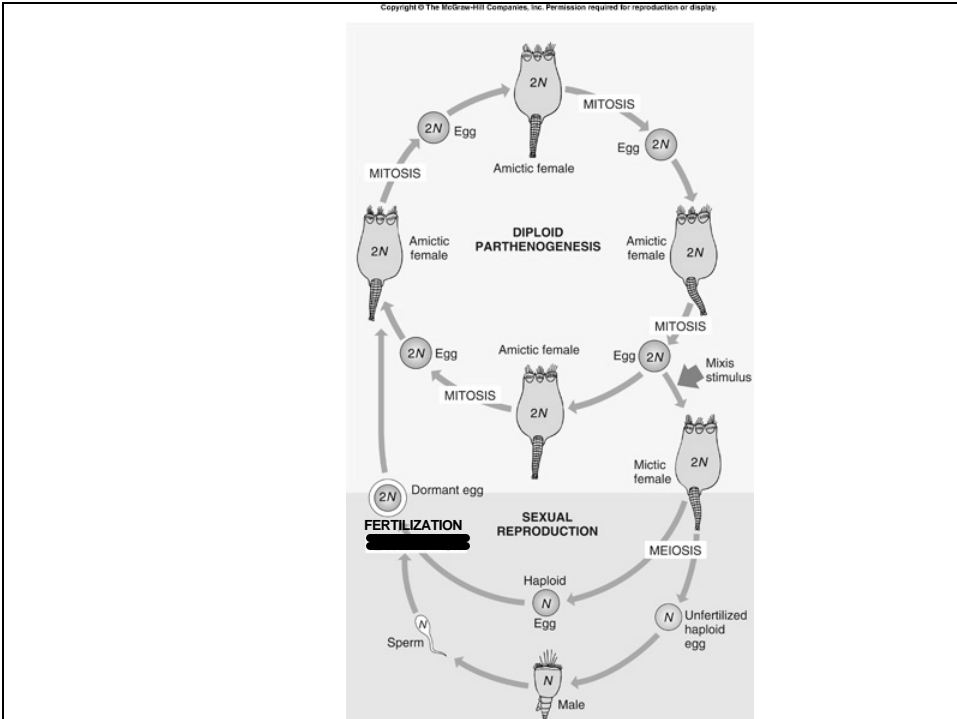 Copyright © The McGraw-Hill Companies, Inc. Permission required for reproduction or display.
2N
MITOSIS
2N Egg
Egg 2N
Amictic female
MITOSIS
DIPLOID
PARTHENOGENESIS
2N
Amictic
female
Amictic
female
2N
MITOSIS
2N Egg
Amictic female
Egg 2N
Mixis
stimulus
MITOSIS
2N
Mictic
female
2N
2N
Dormant egg
FERTILIZATION
SEXUAL
REPRODUCTION
MEIOSIS
Haploid
N
Egg
N
Unfertilized
haploid
egg
N
Sperm
N
Male